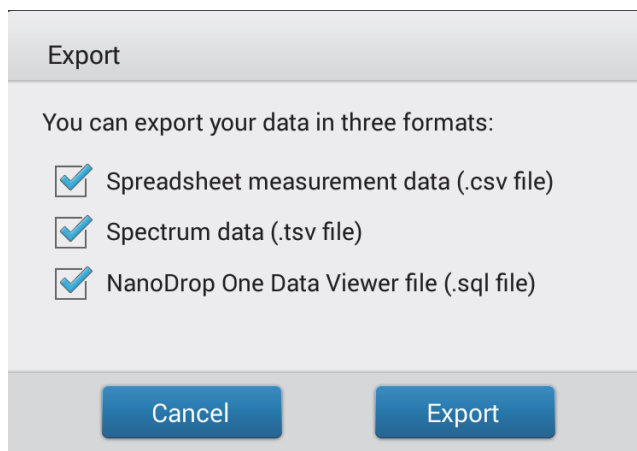 Export
You can export your data in three formats:
Spreadsheet measurement data (.csv file)
Spectrum data (.tsv file)
NanoDrop One Data Viewer file (.sql file)
Cancel
Export